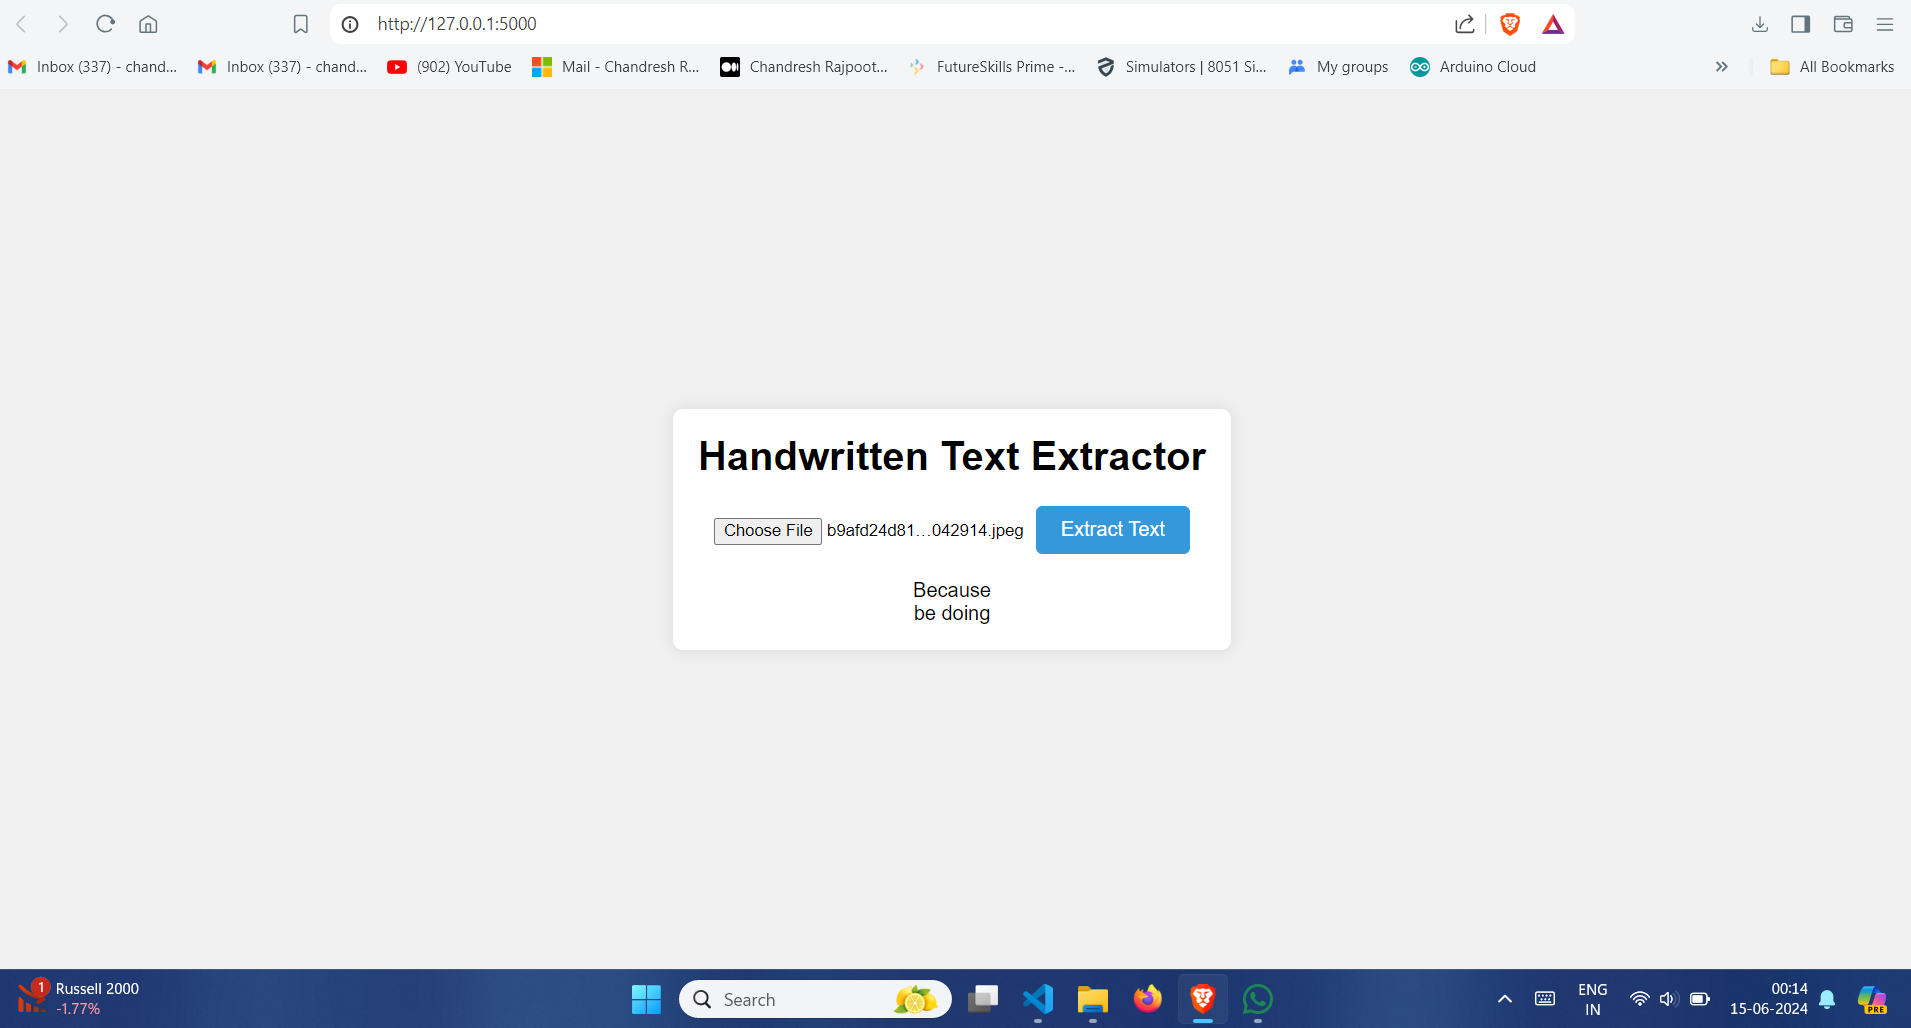 http://127.0.0.1:5000
Inbox (337) - chand...
Inbox (337) - chand...
(902) YouTube
Mail - Chandresh R...
Chandresh Rajpoot...
FutureSkills Prime -...
Simulators | 8051 Si...
My groups
Arduino Cloud
All Bookmarks
Handwritten Text Extractor
Choose File b9afd24d81...042914.jpeg Extract Text
Because
be doing
1
Russell 2000
-1.77%
Search
ENG
IN
00:14
15-06-2024
PRE